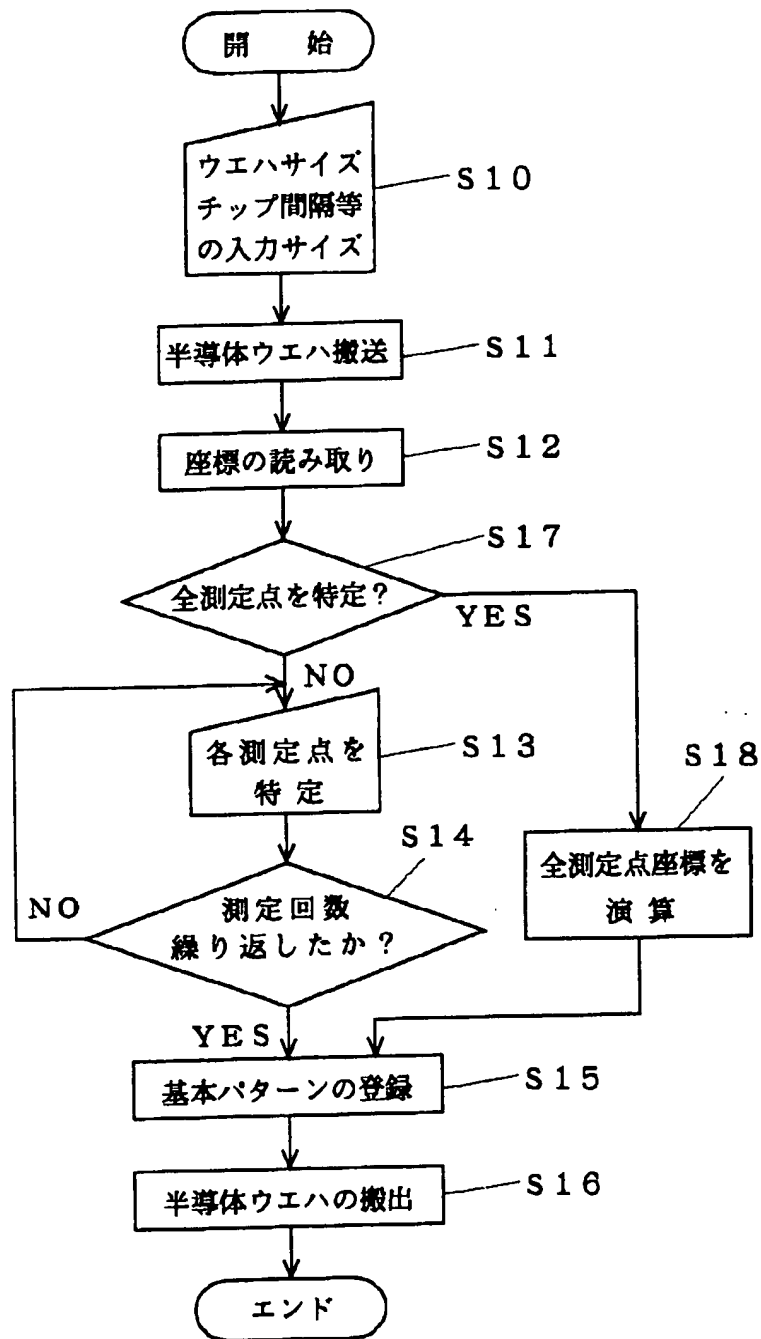 開　始
ウエハサイズ
チップ間隔等
の入力サイズ
S10
半導体ウエハ搬送
S11
座標の読み取り
S12
S17
全測定点を特定？
YES
NO
各測定点を
特定
S13
S18
S14
全測定点座標を
演算
測定回数
繰り返したか？
NO
YES
基本パターンの登録
S15
半導体ウエハの搬出
S16
エンド